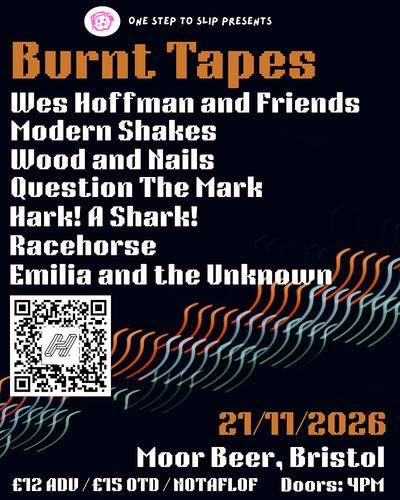 ONE STEP TO SLIP PRESENTS
Burnt Tapes
Wes Hoffman and Friends
Modern Shakes
Wood and Nails
Question The Mark
Hark! A Shark!
Racehorse
Emilia and the Unknown
H
21/11/2026
Moor Beer, Bristol
£12 ADV / £15 OTD / NOTAFLOF Doors: 4PM